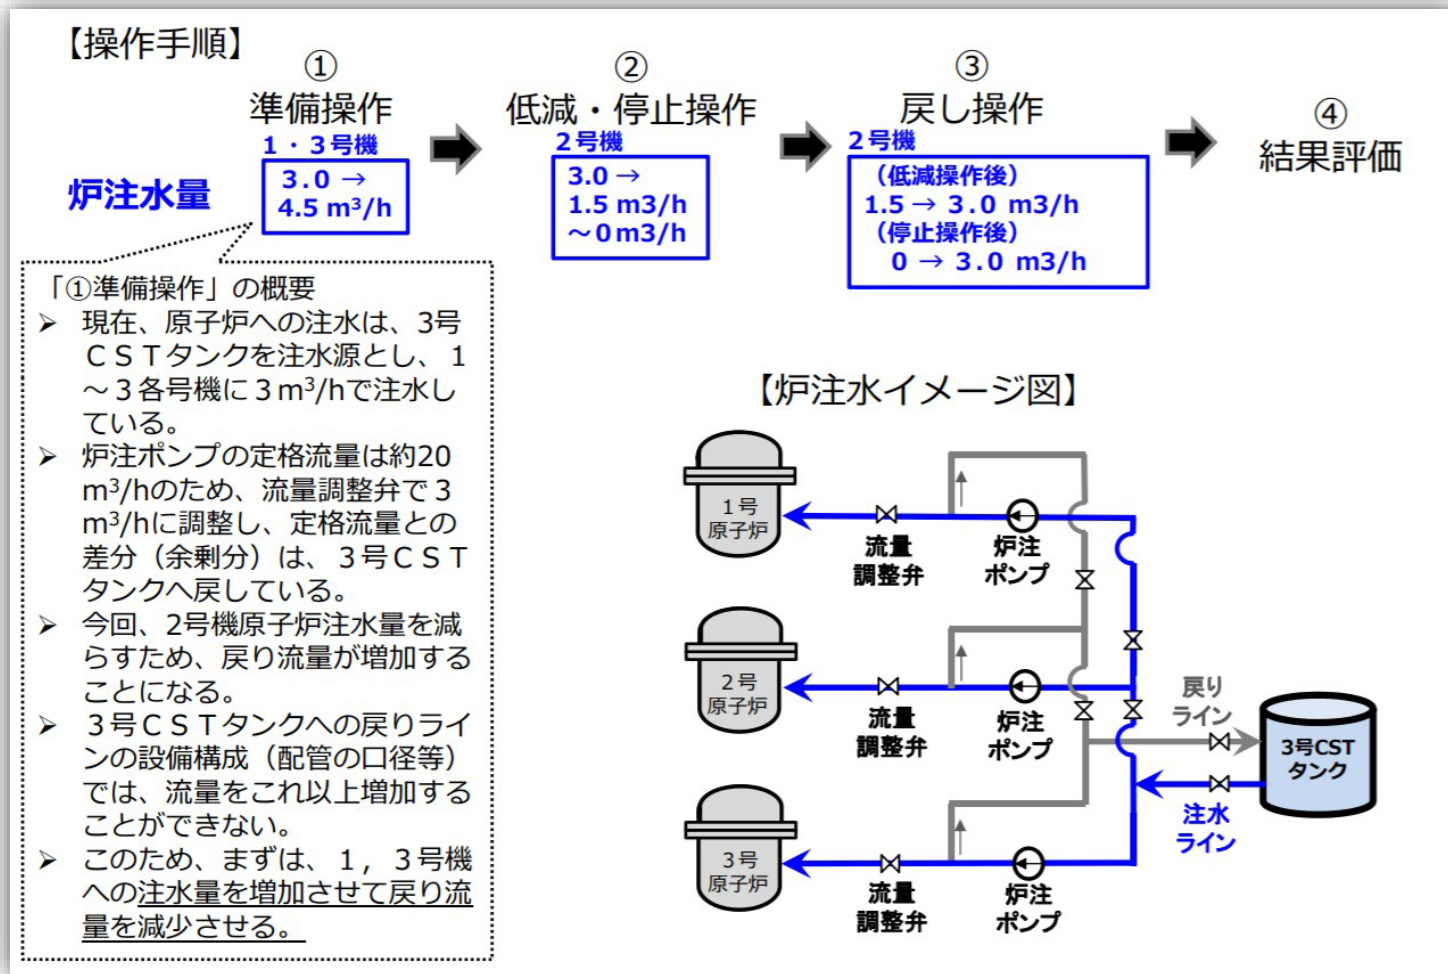 【操作手順】
①
準備操作
１・３号機
炉注水量
３.０ →
4.5 m³/h
②
低減・停止操作
２号機
3.0 →
1.5 m3/h
～０m3/h
③
戻し操作
２号機
（低減操作後）
1.5 → ３.０ m3/h
（停止操作後）
０ → ３.０ m3/h
④
結果評価
「①準備操作」の概要
➢ 現在、原子炉への注水は、3号
ＣＳＴタンクを注水源とし、１
～３各号機に３m³/hで注水し
ている。
➢ 炉注ポンプの定格流量は約20
m³/hのため、流量調整弁で３
m³/hに調整し、定格流量との
差分（余剰分）は、３号ＣＳＴ
タンクへ戻している。
➢ 今回、2号機原子炉注水量を減
らすため、戻り流量が増加する
ことになる。
➢ ３号ＣＳＴタンクへの戻りライ
ンの設備構成（配管の口径等）
では、流量をこれ以上増加する
ことができない。
➢ このため、まずは、１，３号機
への注水量を増加させて戻り流
量を減少させる。
【炉注水イメージ図】
１号
原子炉
流量
調整弁
炉注
ポンプ
２号
原子炉
流量
調整弁
炉注
ポンプ
戻り
ライン
3号CST
タンク
注水
ライン
３号
原子炉
流量
調整弁
炉注
ポンプ